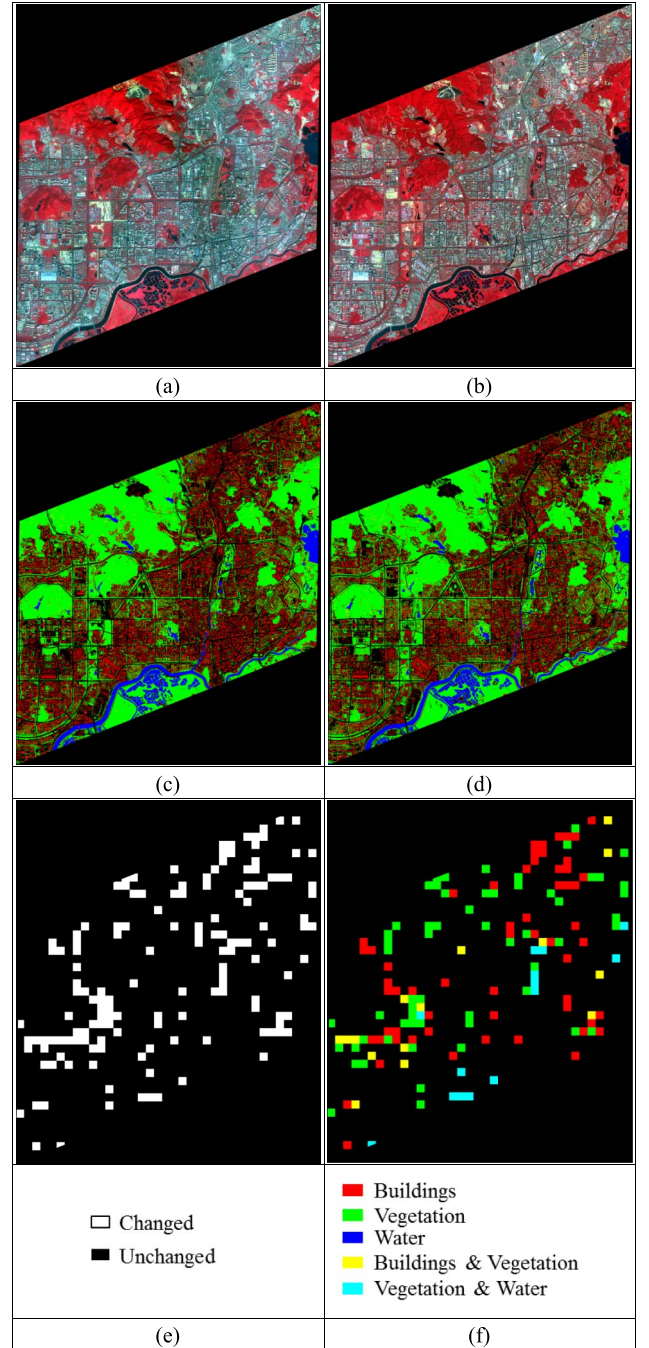 (a)
(b)
(c)
(d)
Changed
Unchanged
Buildings
Vegetation
Water
Buildings & Vegetation
Vegetation & Water
(e)
(f)